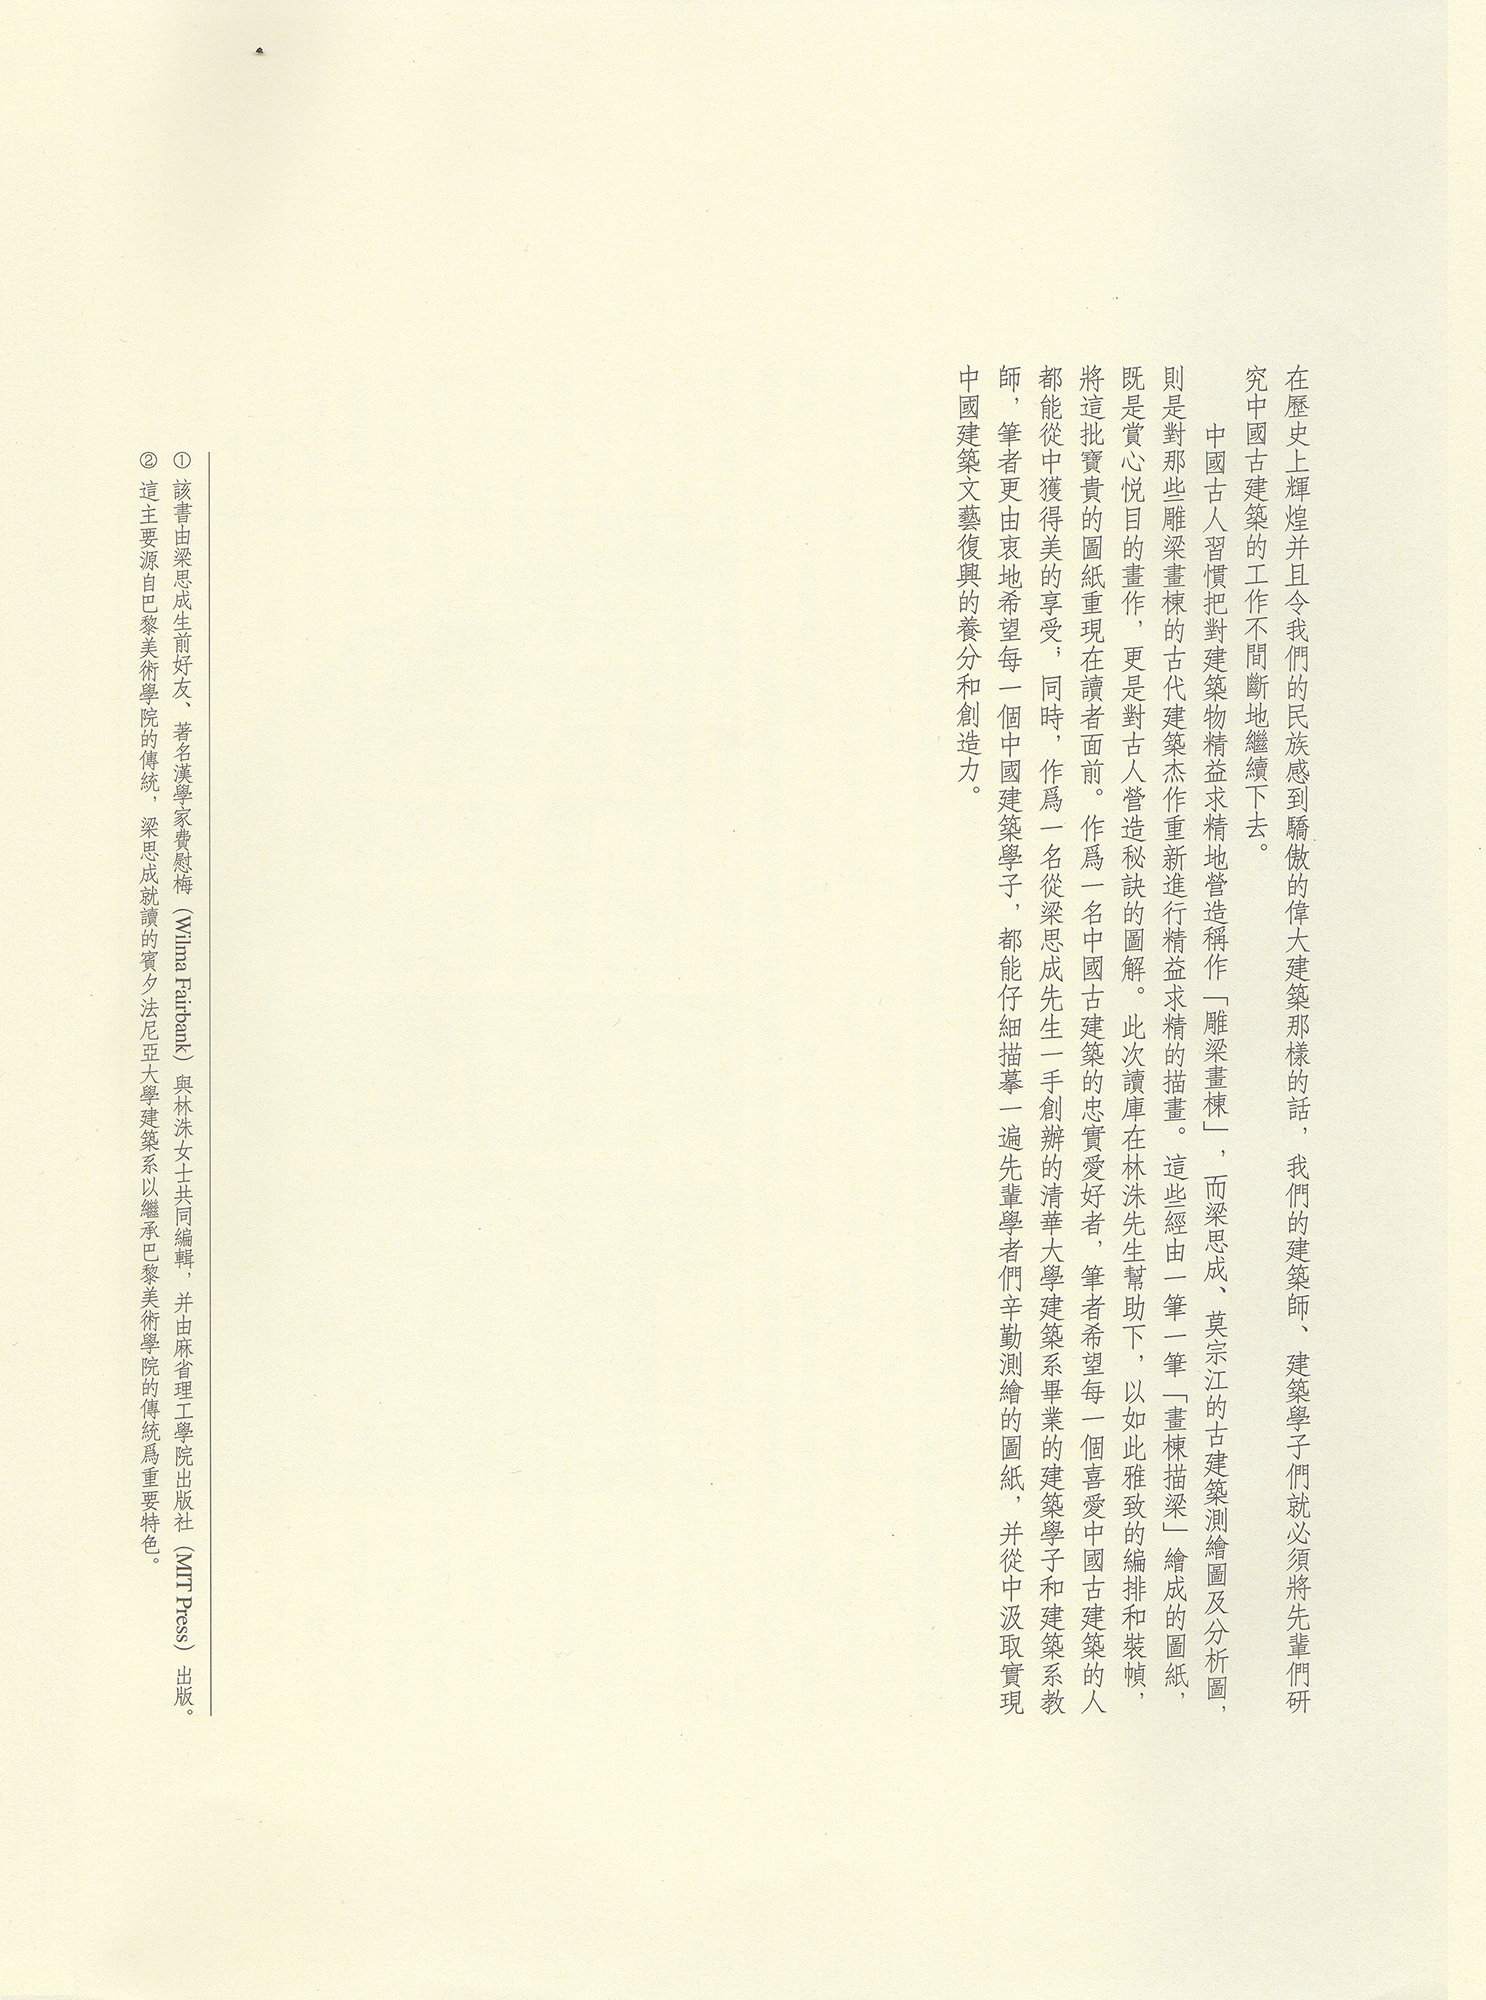 在歷史上輝煌并且令我們的民族感到驕傲的偉大建築那樣的話，我們的建築師、建築學子們就必須將先輩們研
究中國古建築的工作不間斷地繼續下去。
中國古人習慣把對建築物精益求精地營造稱作「雕梁畫棟」，而梁思成、莫宗江的古建築測繪圖及分析圖，
則是對那些雕梁畫棟的古代建築杰作重新進行精益求精的描畫。這些經由一筆一筆「畫棟描梁」繪成的圖紙，
既是賞心悅目的畫作，更是對古人營造秘訣的圖解。此次讀庫在林洙先生幫助下，以如此雅致的編排和裝幀，
將這批寶貴的圖紙重現在讀者面前。作爲一名中國古建築的忠實愛好者，筆者希望每一個喜愛中國古建築的人
都能從中獲得美的享受；同時，作爲一名從梁思成先生一手創辦的清華大學建築系畢業的建築學子和建築系教
師，筆者更由衷地希望每一個中國建築學子，都能仔細描摹一遍先輩學者們辛勤測繪的圖紙，并從中汲取實現
中國建築文藝復興的養分和創造力。
① 該書由梁思成生前好友、著名漢學家費慰梅（Wilma Fairbank）與林洙女士共同編輯，并由麻省理工學院出版社（MIT Press）出版。
② 這主要源自巴黎美術學院的傳統，梁思成就讀的賓夕法尼亞大學建築系以繼承巴黎美術學院的傳統爲重要特色。